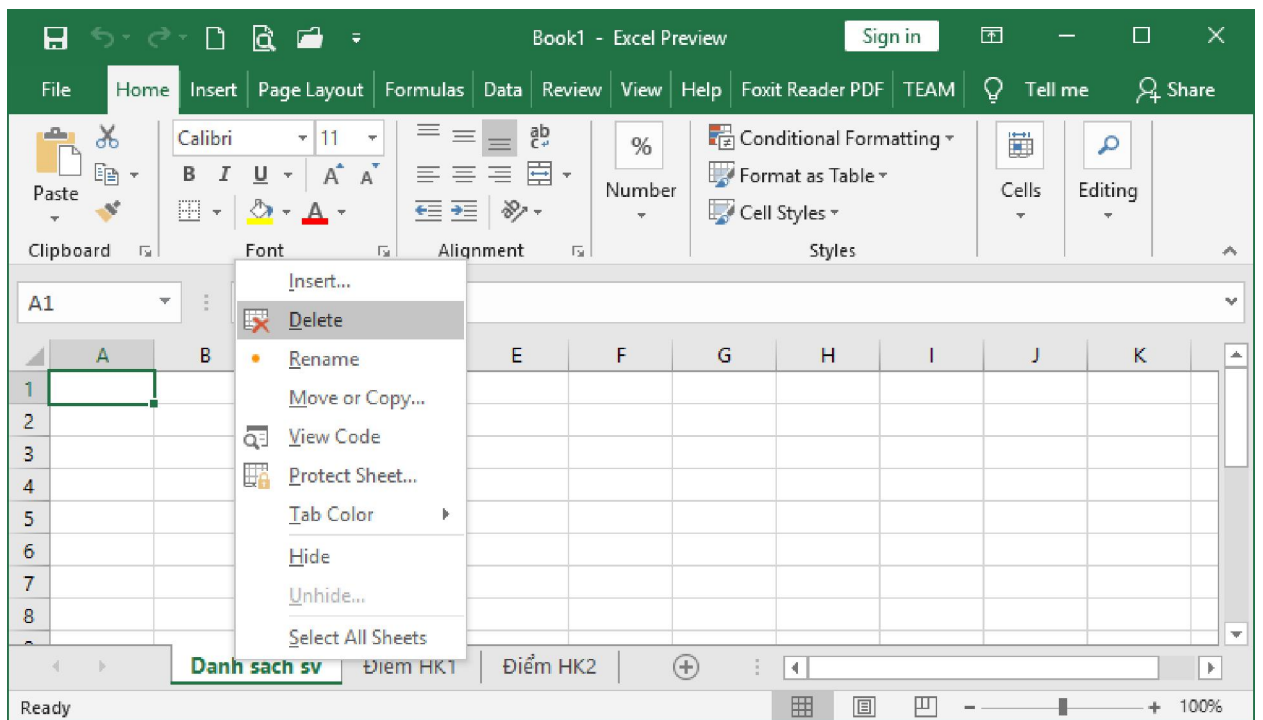 Book1 - Excel Preview
Sign in
File Home Insert Page Layout Formulas Data Review View Help Foxit Reader PDF TEAM Tell me Share
Paste
Clipboard
Calibri 11
B I U A A
A
Font
ab
c
Alignment
%
Number
Conditional Formatting
Format as Table
Cell Styles
Styles
Cells
Editing
A1
Insert...
Delete
Rename
Move or Copy...
View Code
Protect Sheet...
Tab Color
Hide
Unhide...
Select All Sheets
A B E F G H I J K
1
2
3
4
5
6
7
8
Danh sach sv Điểm HK1 Điểm HK2
Ready
100%